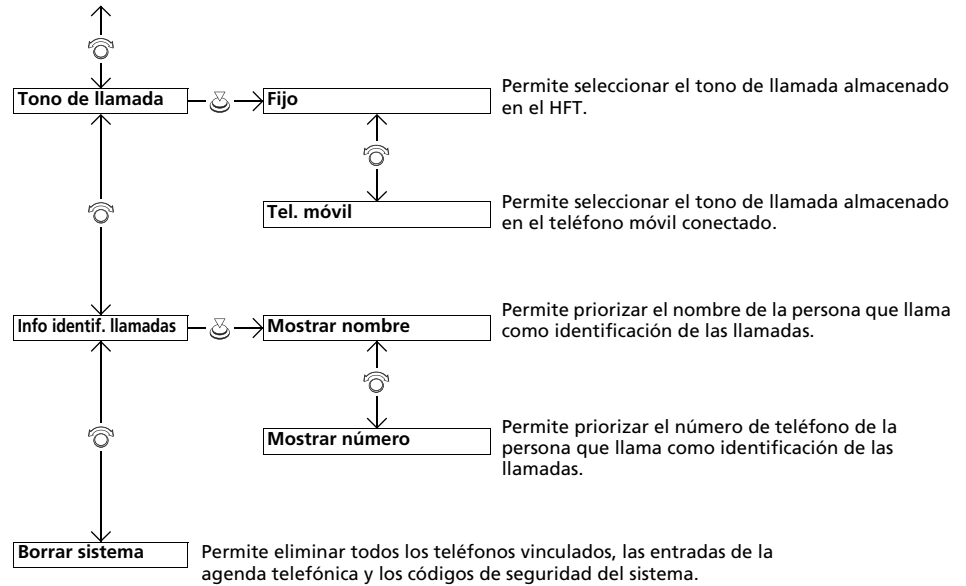 Tono de llamada
Fijo
Permite seleccionar el tono de llamada almacenado
en el HFT.
Tel. móvil
Permite seleccionar el tono de llamada almacenado
en el teléfono móvil conectado.
Info identif. llamadas
Mostrar nombre
Permite priorizar el nombre de la persona que llama
como identificación de las llamadas.
Mostrar número
Permite priorizar el número de teléfono de la
persona que llama como identificación de las
llamadas.
Borrar sistema
Permite eliminar todos los teléfonos vinculados, las entradas de la
agenda telefónica y los códigos de seguridad del sistema.